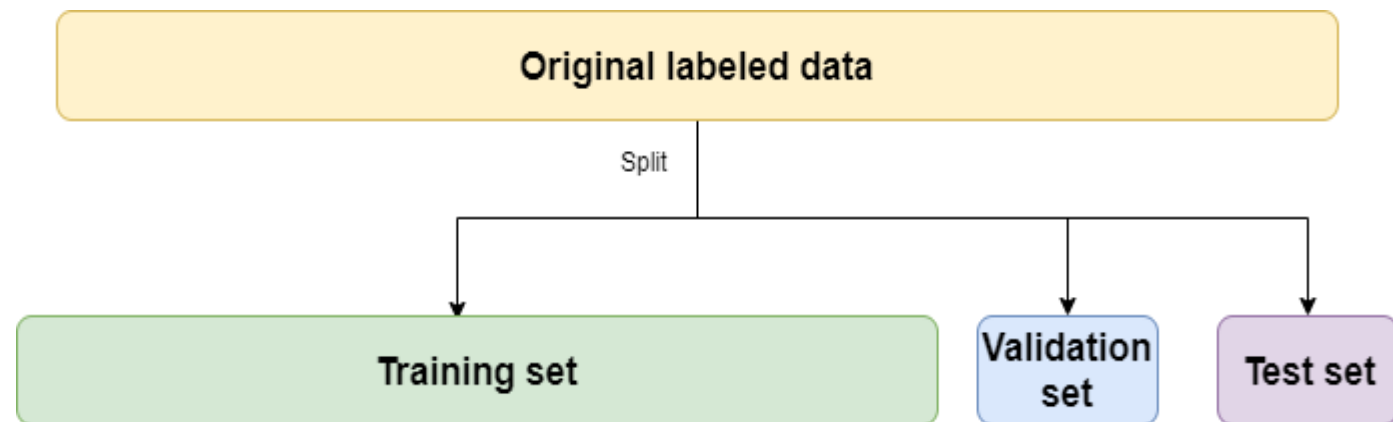 Original labeled data
Split
Training set
Validation
set
Test set